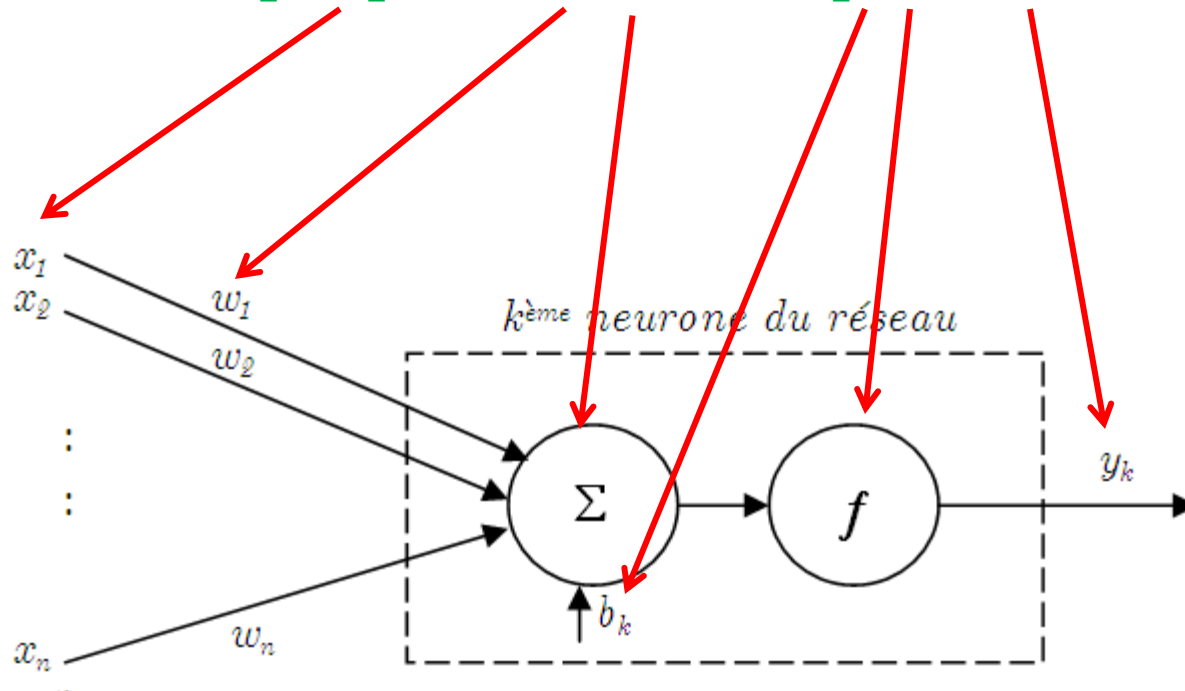 x₁
x₂
w₁
kème neurone du réseau
w₂
:
yₖ
:
Σ
f
bₖ
wₙ
xₙ